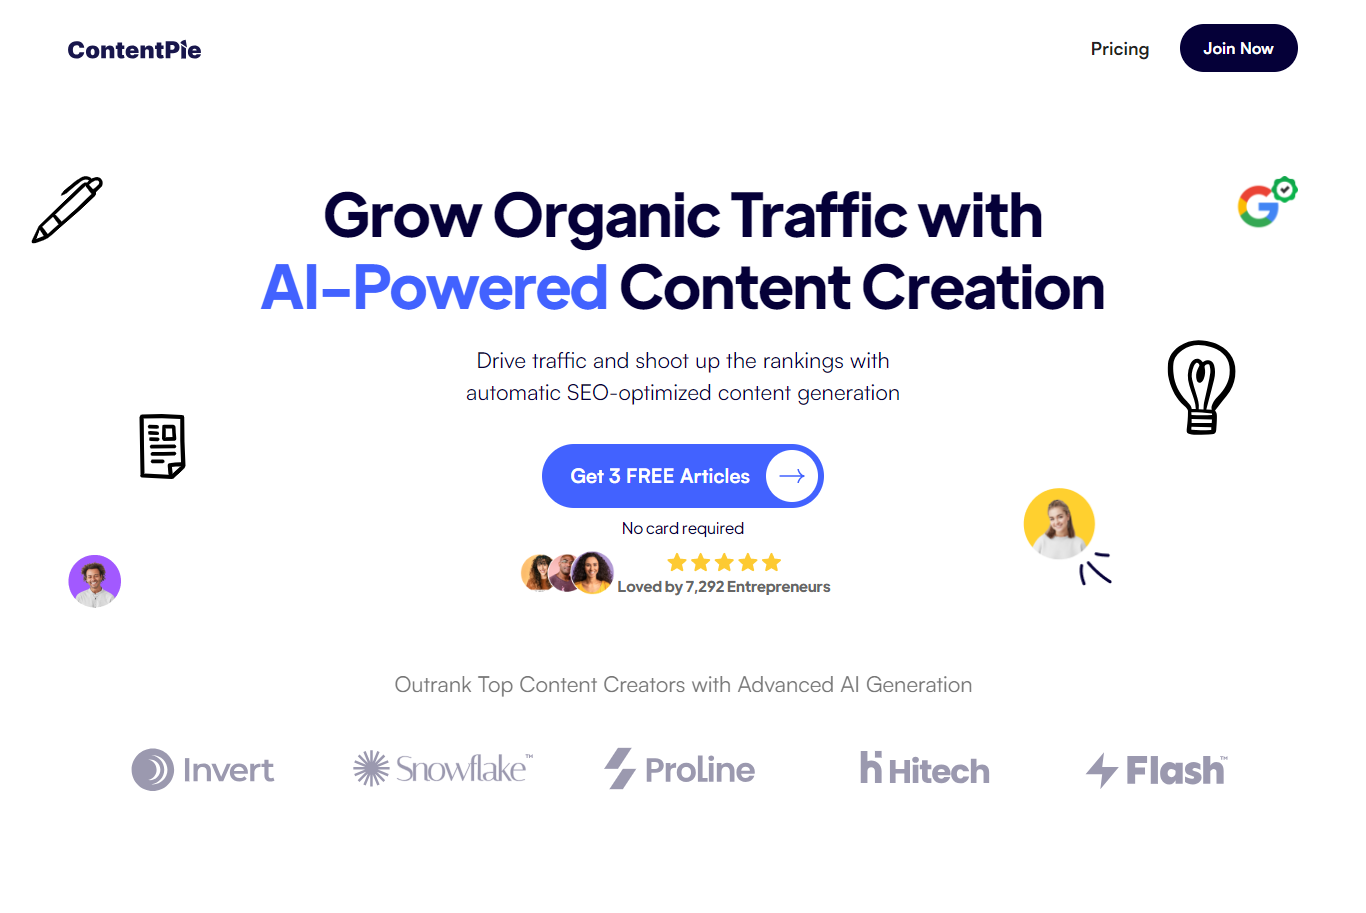 ContentPie
Pricing
Join Now
Grow Organic Traffic with
AI-Powered Content Creation
Drive traffic and shoot up the rankings with
automatic SEO-optimized content generation
Get 3 FREE Articles
No card required
Loved by 7,292 Entrepreneurs
Outrank Top Content Creators with Advanced AI Generation
Invert
Snowflake™
ProLine
Hitech
Flash™